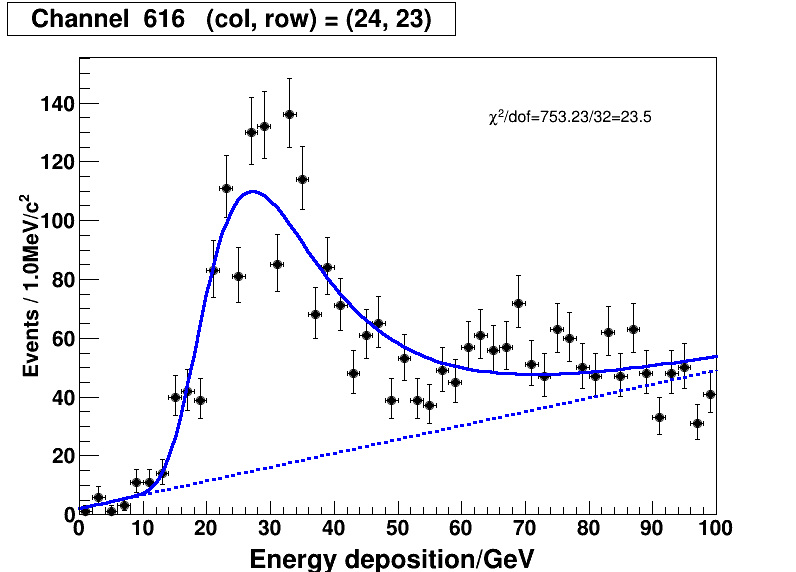 Channel 616 (col, row) = (24, 23)
χ²/dof=753.23/32=23.5
Events / 1.0MeV/c²
140
120
100
80
60
40
20
0
0 10 20 30 40 50 60 70 80 90 100
Energy deposition/GeV